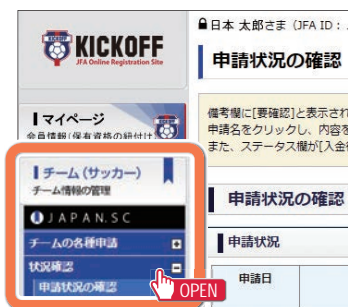 日本 太郎さま (JFA ID：
KICKOFF
JFA Online Registration Site
申請状況の確認
マイページ
会員情報(保有資格の紐付け
備考欄に[要確認]と表示され
申請名をクリックし、内容を
また、ステータス欄が[入金
チーム (サッカー)
チーム情報の管理
JAPAN.SC
チームの各種申請
状況確認
申請状況の確認
OPEN
申請状況の確認
申請状況
申請日